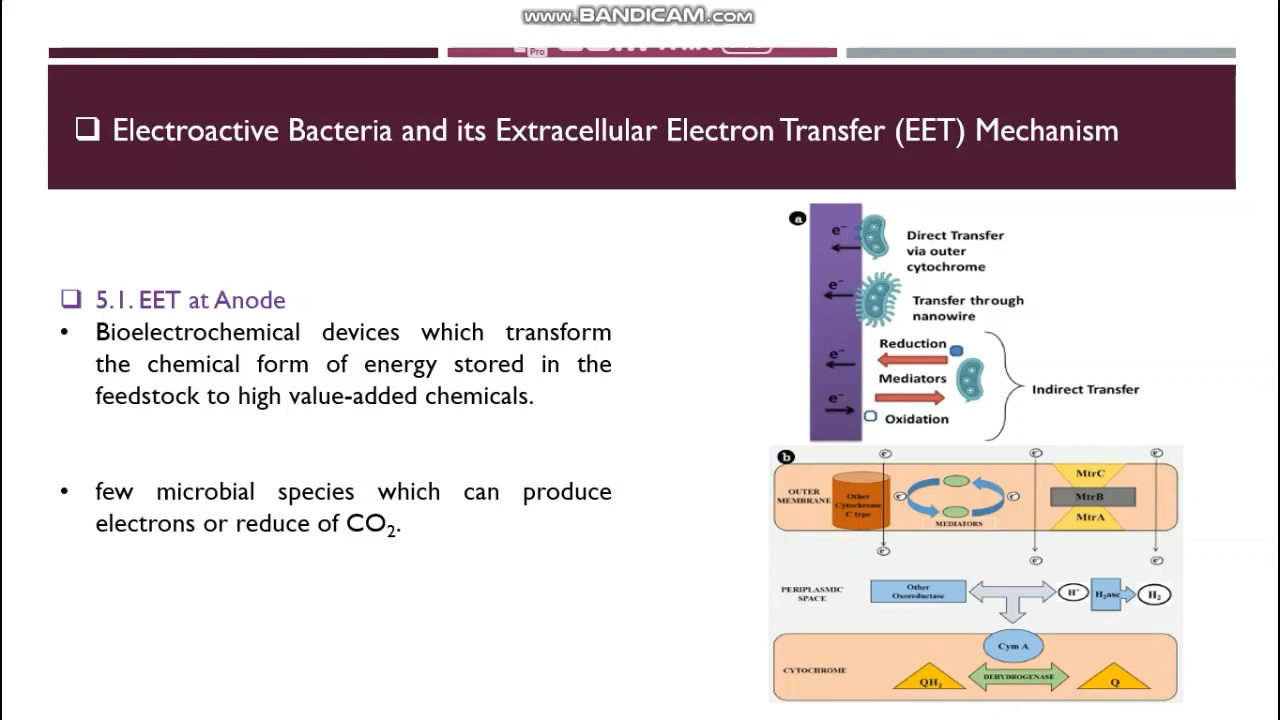 www.BANDICAM.com
Pro
❑ Electroactive Bacteria and its Extracellular Electron Transfer (EET) Mechanism
❑ 5.1. EET at Anode
• Bioelectrochemical devices which transform
the chemical form of energy stored in the
feedstock to high value-added chemicals.
• few microbial species which can produce
electrons or reduce of CO₂.
a
e⁻
Direct Transfer
via outer
cytochrome
e⁻
Transfer through
nanowire
Reduction
e⁻
Mediators
Indirect Transfer
e⁻
Oxidation
b
e⁻
e⁻
e⁻
OUTER
MEMBRANE
Other
Cytochrome
C type
e⁻
e⁻
MEDIATORS
MtrC
MtrB
MtrA
e⁻
e⁻
e⁻
PERIPLASMIC
SPACE
Other
Oxoreductase
H⁺
H₂ase
H₂
Cym A
CYTOCHROME
QH₂
DEHYDROGENASE
Q